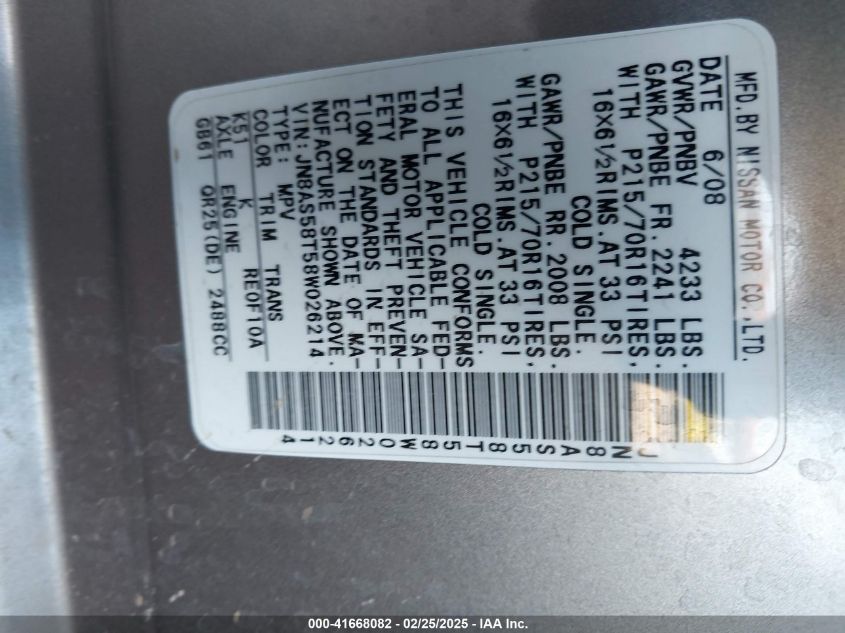 MFD.BY NISSAN MOTOR CO.,LTD.
DATE 6/08
GVWR/PNBV 4233 LBS.
GAWR/PNBE FR.2241 LBS.
WITH P215/70R16TIRES,
16X6½RIMS.AT 33 PSI
COLD SINGLE.
GAWR/PNBE RR.2008 LBS.
WITH P215/70R16TIRES,
16X6½RIMS.AT 33 PSI
COLD SINGLE.
THIS VEHICLE CONFORMS
TO ALL APPLICABLE FED-
ERAL MOTOR VEHICLE SA-
FETY AND THEFT PREVEN-
TION STANDARDS IN EFF-
ECT ON THE DATE OF MA-
NUFACTURE SHOWN ABOVE.
VIN:JN8AS58T58W026214
TYPE: MPV
COLOR TRIM TRANS
K51 K RE0F10A
AXLE ENGINE
GB61 QR25(DE) 2488CC
JN8AS58T58W026214
000-41668082 - 02/25/2025 - IAA Inc.